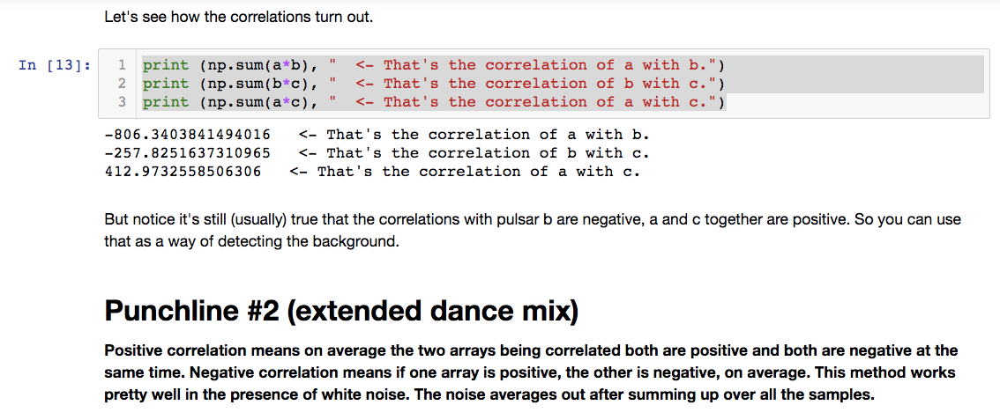 Let's see how the correlations turn out.
In [13]:
1 print (np.sum(a*b), "  <- That's the correlation of a with b.")
2 print (np.sum(b*c), "  <- That's the correlation of b with c.")
3 print (np.sum(a*c), "  <- That's the correlation of a with c.")
-806.3403841494016   <- That's the correlation of a with b.
-257.8251637310965   <- That's the correlation of b with c.
412.9732558506306   <- That's the correlation of a with c.
But notice it's still (usually) true that the correlations with pulsar b are negative, a and c together are positive. So you can use
that as a way of detecting the background.
Punchline #2 (extended dance mix)
Positive correlation means on average the two arrays being correlated both are positive and both are negative at the
same time. Negative correlation means if one array is positive, the other is negative, on average. This method works
pretty well in the presence of white noise. The noise averages out after summing up over all the samples.